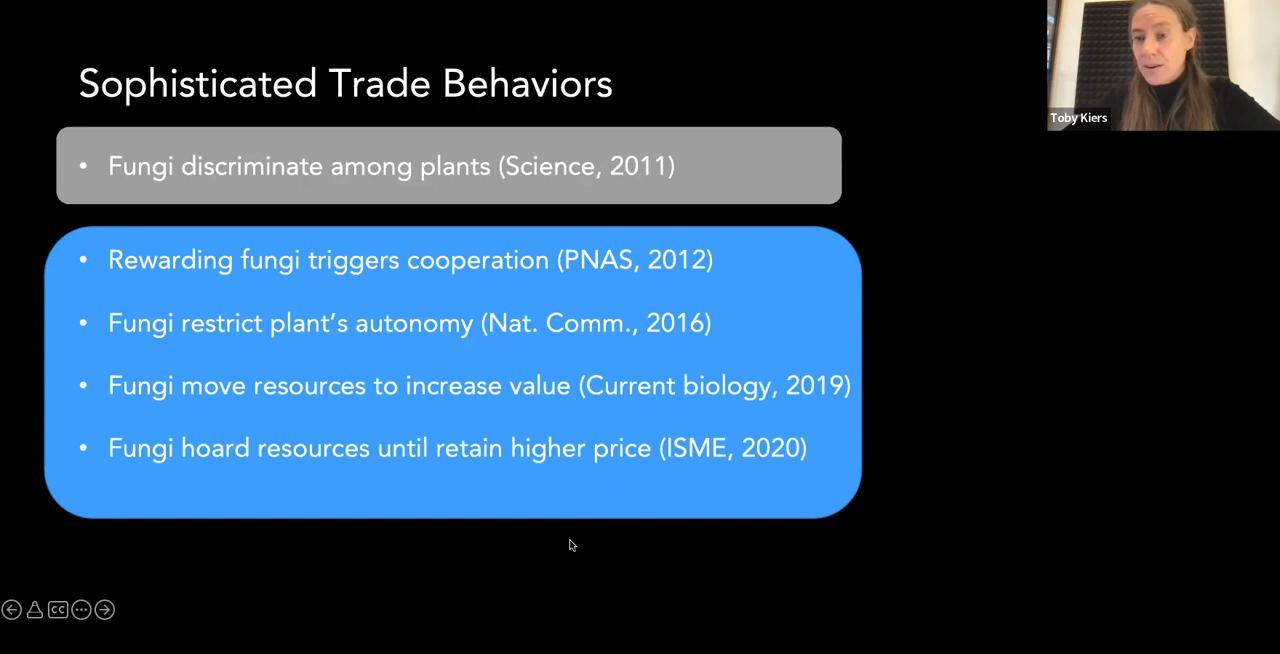 Sophisticated Trade Behaviors
Toby Kiers
• Fungi discriminate among plants (Science, 2011)
• Rewarding fungi triggers cooperation (PNAS, 2012)
• Fungi restrict plant’s autonomy (Nat. Comm., 2016)
• Fungi move resources to increase value (Current biology, 2019)
• Fungi hoard resources until retain higher price (ISME, 2020)
CC